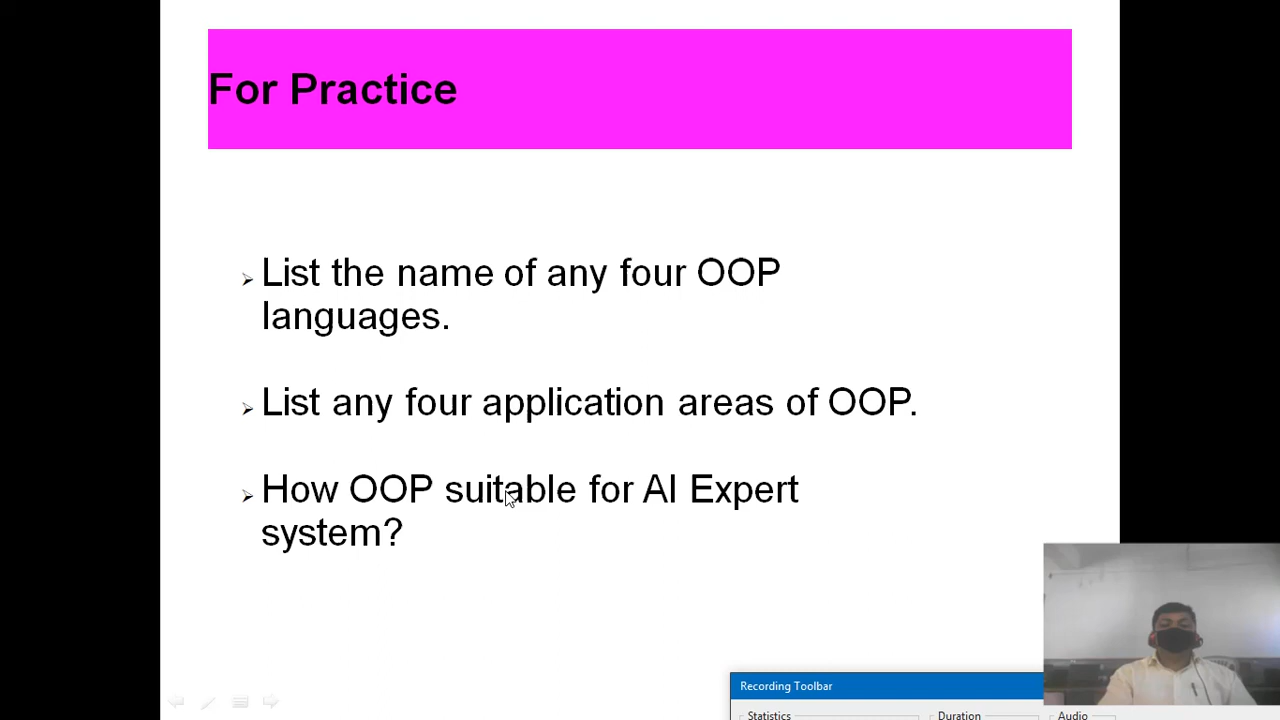 For Practice
List the name of any four OOP
languages.
List any four application areas of OOP.
How OOP suitable for AI Expert
system?
Recording Toolbar
Statistics
Duration
Audio